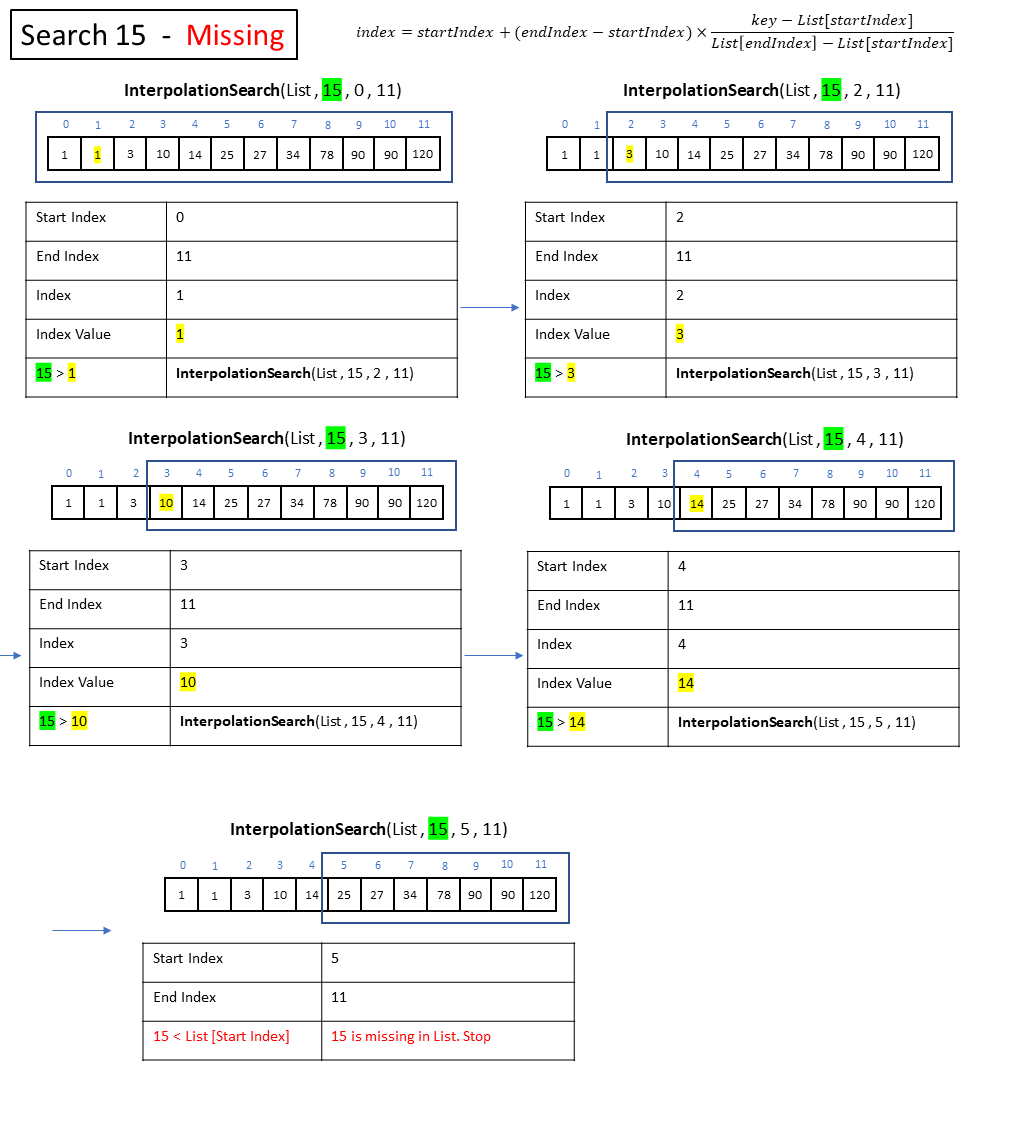 Search 15 - Missing
index = startIndex + (endIndex − startIndex) × (key − List[startIndex]) / (List[endIndex] − List[startIndex])
InterpolationSearch(List , 15 , 0 , 11)
0 1 2 3 4 5 6 7 8 9 10 11
1 1 3 10 14 25 27 34 78 90 90 120
Start Index 0
End Index 11
Index 1
Index Value 1
15 > 1 InterpolationSearch(List , 15 , 2 , 11)
InterpolationSearch(List , 15 , 2 , 11)
0 1 2 3 4 5 6 7 8 9 10 11
1 1 3 10 14 25 27 34 78 90 90 120
Start Index 2
End Index 11
Index 2
Index Value 3
15 > 3 InterpolationSearch(List , 15 , 3 , 11)
InterpolationSearch(List , 15 , 3 , 11)
0 1 2 3 4 5 6 7 8 9 10 11
1 1 3 10 14 25 27 34 78 90 90 120
Start Index 3
End Index 11
Index 3
Index Value 10
15 > 10 InterpolationSearch(List , 15 , 4 , 11)
InterpolationSearch(List , 15 , 4 , 11)
0 1 2 3 4 5 6 7 8 9 10 11
1 1 3 10 14 25 27 34 78 90 90 120
Start Index 4
End Index 11
Index 4
Index Value 14
15 > 14 InterpolationSearch(List , 15 , 5 , 11)
InterpolationSearch(List , 15 , 5 , 11)
0 1 2 3 4 5 6 7 8 9 10 11
1 1 3 10 14 25 27 34 78 90 90 120
Start Index 5
End Index 11
15 < List [Start Index] 15 is missing in List. Stop